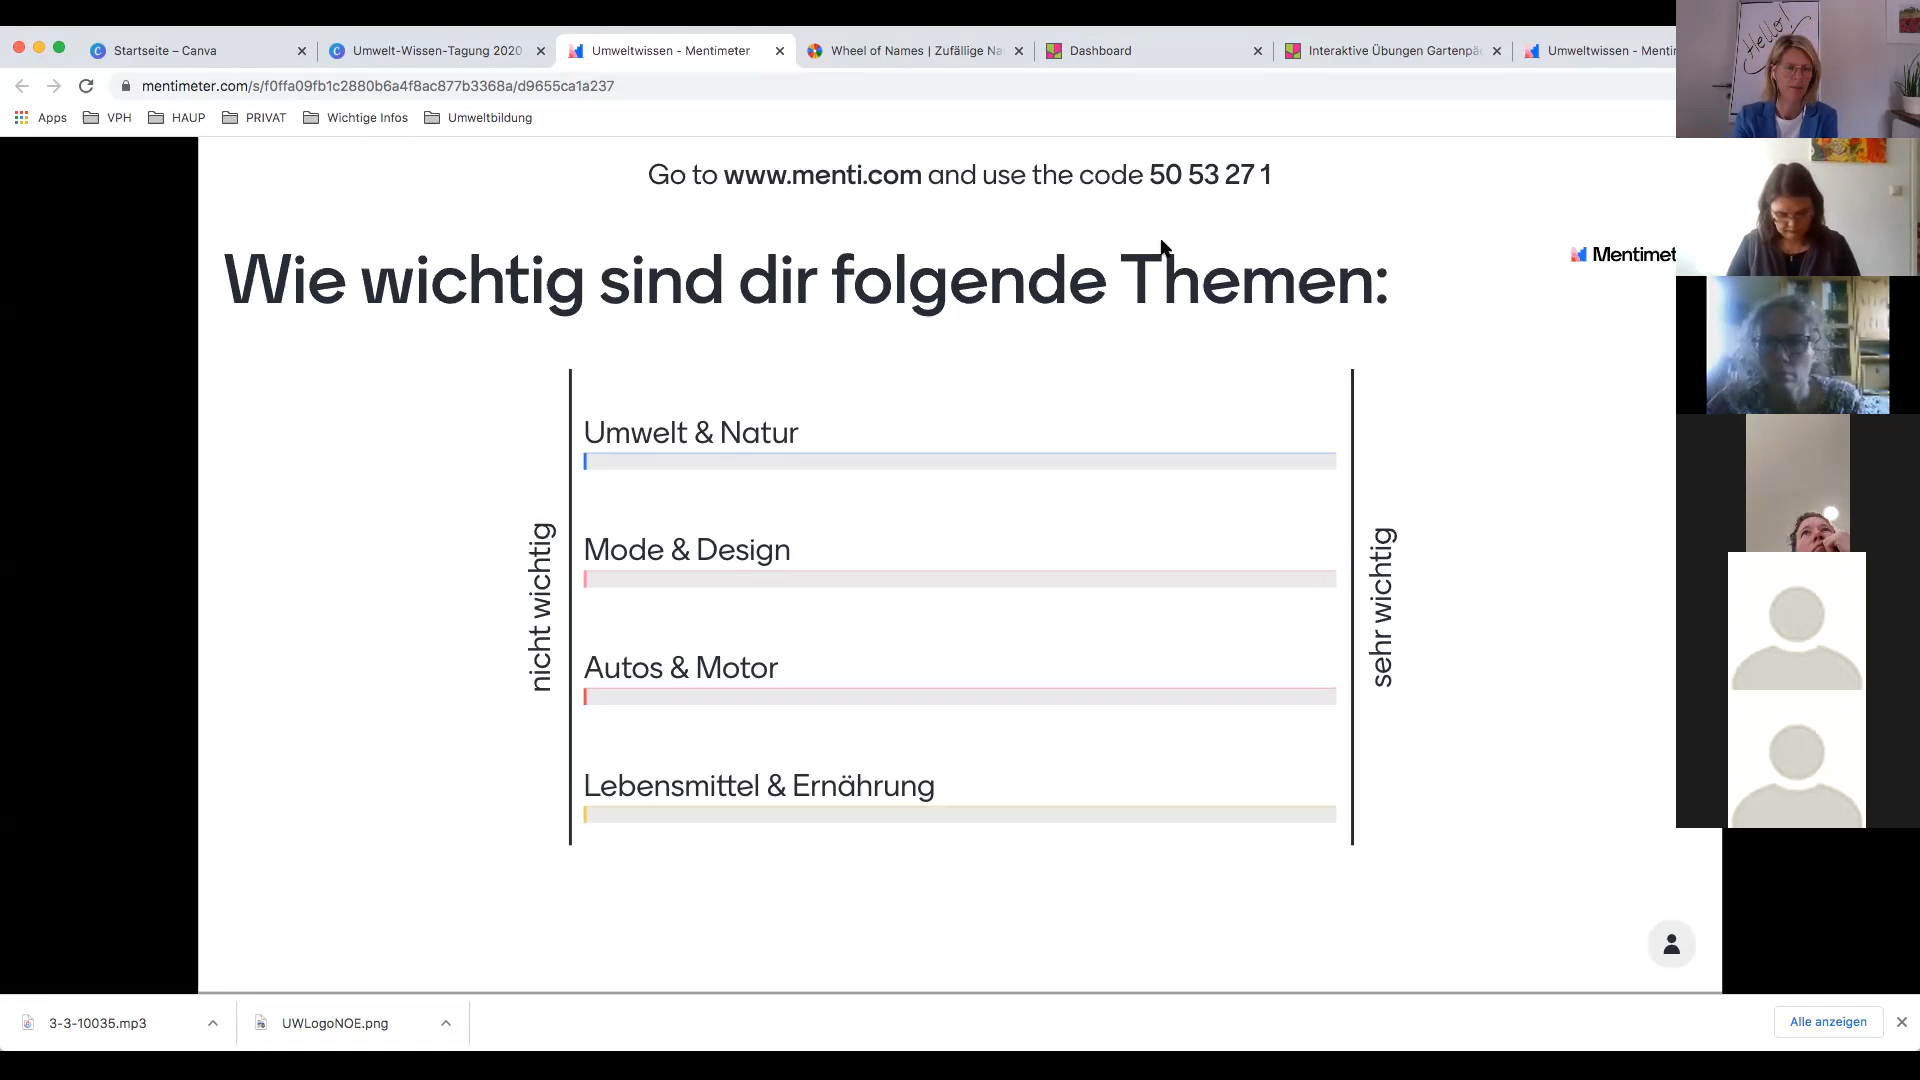 Startseite – Canva
Umwelt-Wissen-Tagung 2020
Umweltwissen - Mentimeter
Wheel of Names | Zufällige Na
Dashboard
Interaktive Übungen Gartenpä
Umweltwissen - Mentim
mentimeter.com/s/f0ffa09fb1c2880b6a4f8ac877b3368a/d9655ca1a237
Apps
VPH
HAUP
PRIVAT
Wichtige Infos
Umweltbildung
Hello!
Go to www.menti.com and use the code 50 53 27 1
Mentimet
Wie wichtig sind dir folgende Themen:
nicht wichtig
Umwelt & Natur
Mode & Design
Autos & Motor
Lebensmittel & Ernährung
sehr wichtig
3-3-10035.mp3
UWLogoNOE.png
Alle anzeigen